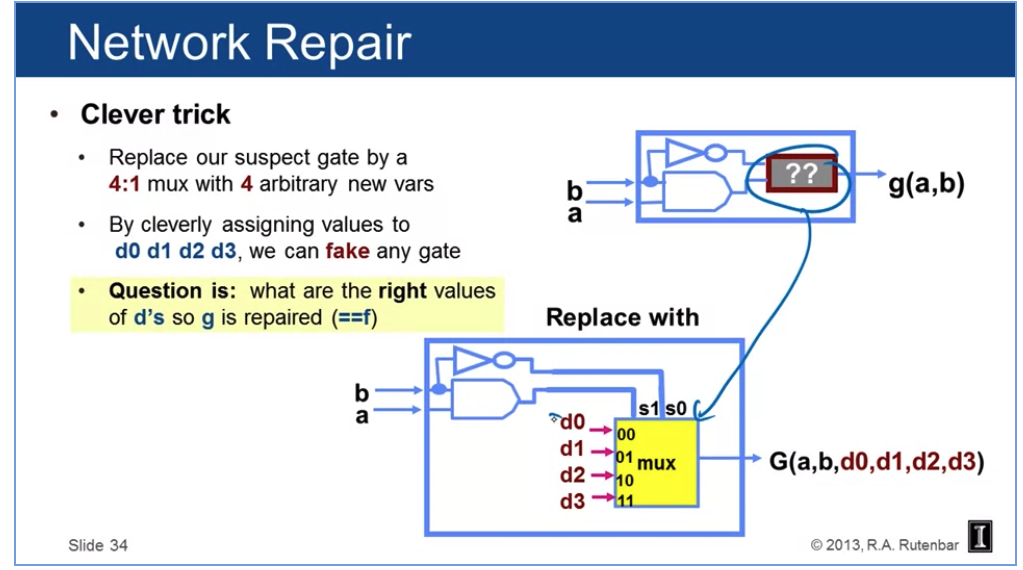 Network Repair
• Clever trick
• Replace our suspect gate by a
4:1 mux with 4 arbitrary new vars
• By cleverly assigning values to
d0 d1 d2 d3, we can fake any gate
• Question is: what are the right values
of d's so g is repaired (==f)
b
a
??
g(a,b)
Replace with
b
a
s1 s0
d0
d1
d2
d3
00
01
10
11
mux
G(a,b,d0,d1,d2,d3)
Slide 34
© 2013, R.A. Rutenbar
I